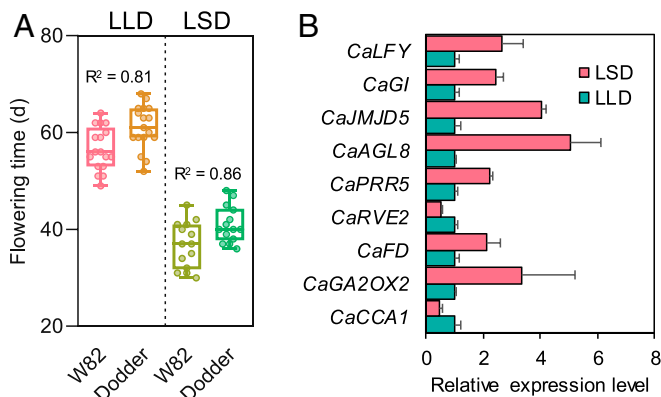 A
LLD LSD
Flowering time (d)
80
60
40
20
R² = 0.81
R² = 0.86
W82
Dodder
W82
Dodder
B
CaLFY
CaGI
CaJMJD5
CaAGL8
CaPRR5
CaRVE2
CaFD
CaGA2OX2
CaCCA1
LSD
LLD
0 2 4 6 8
Relative expression level